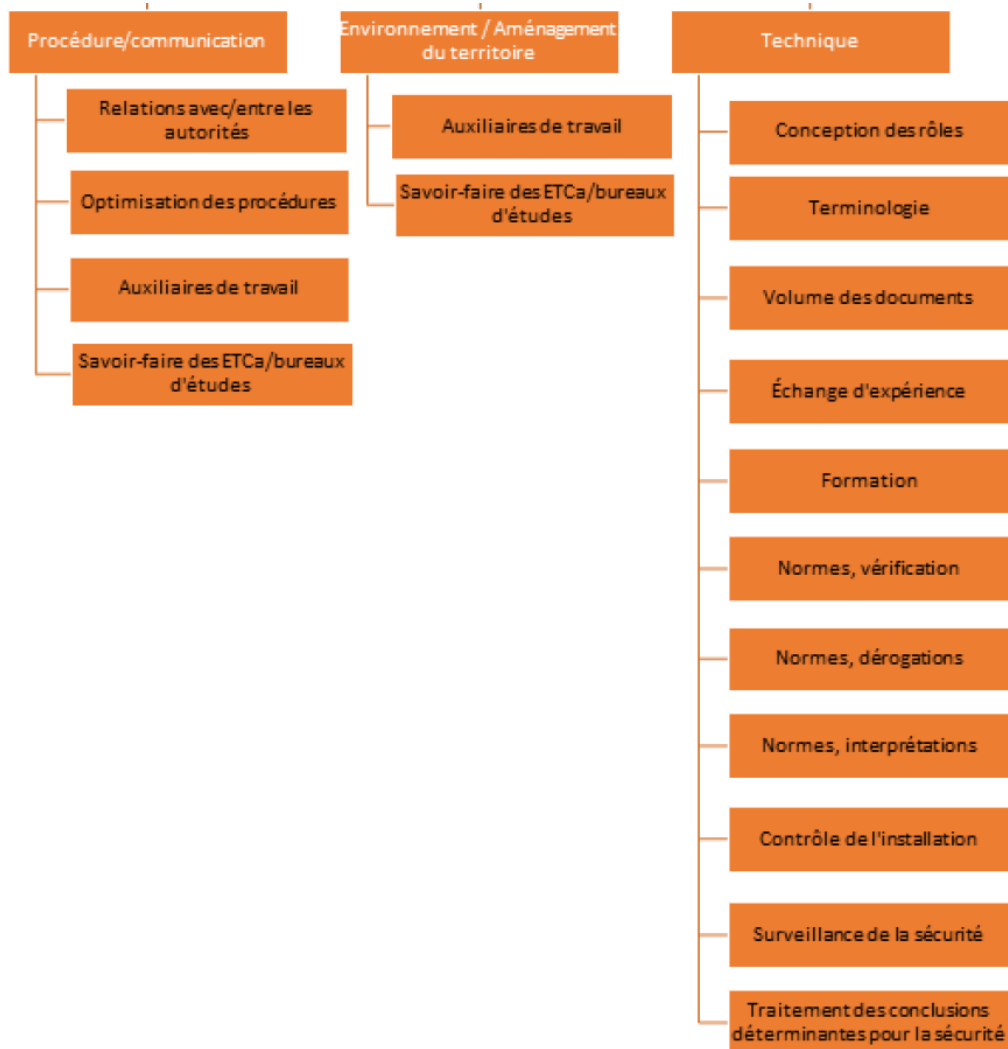 Procédure/communication
Relations avec/entre les
autorités
Optimisation des procédures
Auxiliaires de travail
Savoir-faire des ETCa/bureaux
d'études
Environnement / Aménagement
du territoire
Auxiliaires de travail
Savoir-faire des ETCa/bureaux
d'études
Technique
Conception des rôles
Terminologie
Volume des documents
Échange d'expérience
Formation
Normes, vérification
Normes, dérogations
Normes, interprétations
Contrôle de l'installation
Surveillance de la sécurité
Traitement des conclusions
déterminantes pour la sécurité